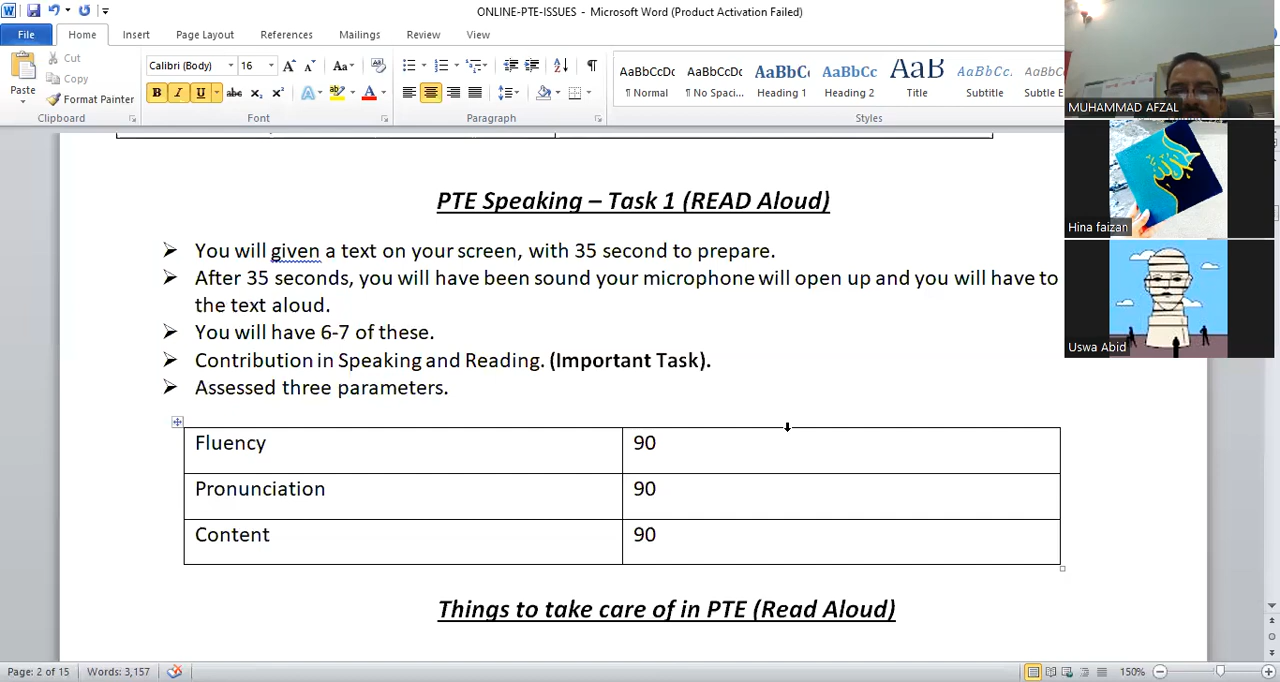 ONLINE-PTE-ISSUES - Microsoft Word (Product Activation Failed)
File Home Insert Page Layout References Mailings Review View
Paste
Cut
Copy
Format Painter
Clipboard
Calibri (Body) 16
Font
Paragraph
AaBbCcDc AaBbCcDc AaBbCc AaBbCc AaB AaBbCc. AaBbCc
¶ Normal ¶ No Spaci... Heading 1 Heading 2 Title Subtitle Subtle E
Styles
MUHAMMAD AFZAL
Hina faizan
Uswa Abid
PTE Speaking – Task 1 (READ Aloud)
You will given a text on your screen, with 35 second to prepare.
After 35 seconds, you will have been sound your microphone will open up and you will have to
the text aloud.
You will have 6-7 of these.
Contribution in Speaking and Reading. (Important Task).
Assessed three parameters.
Fluency 90
Pronunciation 90
Content 90
Things to take care of in PTE (Read Aloud)
Page: 2 of 15 Words: 3,157 150%